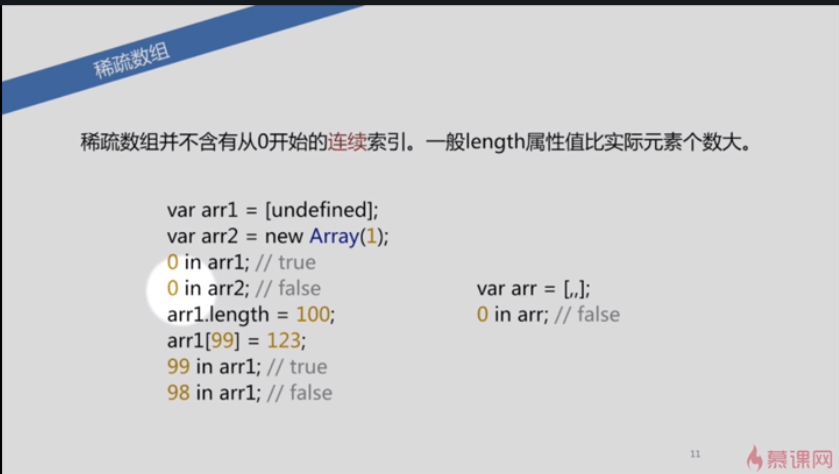 稀疏数组
稀疏数组并不含有从0开始的连续索引。一般length属性值比实际元素个数大。
var arr1 = [undefined];
var arr2 = new Array(1);
0 in arr1; // true
0 in arr2; // false
arr1.length = 100;
arr1[99] = 123;
99 in arr1; // true
98 in arr1; // false
var arr = [,,];
0 in arr; // false
11
慕课网